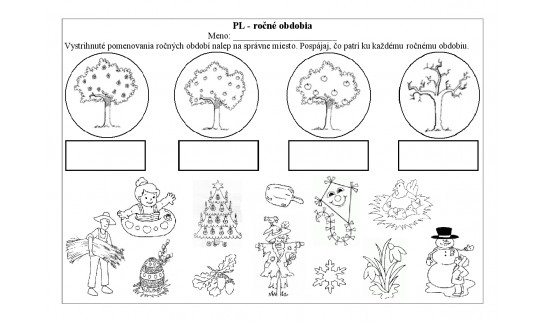 PL - ročné obdobia
Meno:
Vystrihnuté pomenovania ročných období nalep na správne miesto. Pospájaj, čo patrí ku každému ročnému obdobiu.